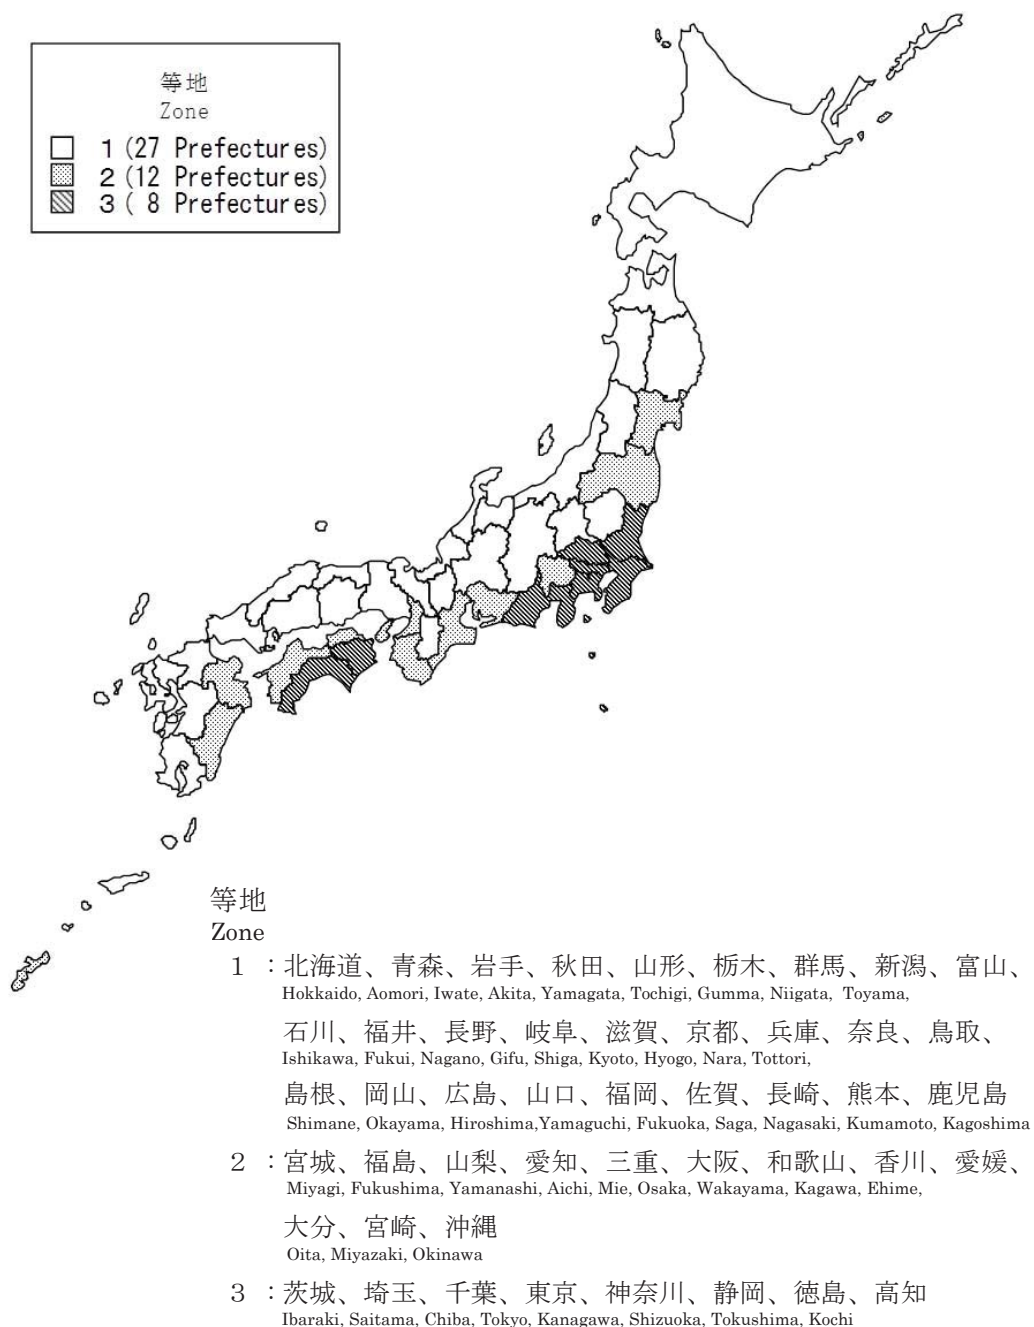 等地
Zone
1 (27 Prefectures)
2 (12 Prefectures)
3 ( 8 Prefectures)
等地
Zone
1 ：北海道、青森、岩手、秋田、山形、栃木、群馬、新潟、富山、
Hokkaido, Aomori, Iwate, Akita, Yamagata, Tochigi, Gumma, Niigata, Toyama,
石川、福井、長野、岐阜、滋賀、京都、兵庫、奈良、鳥取、
Ishikawa, Fukui, Nagano, Gifu, Shiga, Kyoto, Hyogo, Nara, Tottori,
島根、岡山、広島、山口、福岡、佐賀、長崎、熊本、鹿児島
Shimane, Okayama, Hiroshima,Yamaguchi, Fukuoka, Saga, Nagasaki, Kumamoto, Kagoshima
2 ：宮城、福島、山梨、愛知、三重、大阪、和歌山、香川、愛媛、
Miyagi, Fukushima, Yamanashi, Aichi, Mie, Osaka, Wakayama, Kagawa, Ehime,
大分、宮崎、沖縄
Oita, Miyazaki, Okinawa
3 ：茨城、埼玉、千葉、東京、神奈川、静岡、徳島、高知
Ibaraki, Saitama, Chiba, Tokyo, Kanagawa, Shizuoka, Tokushima, Kochi